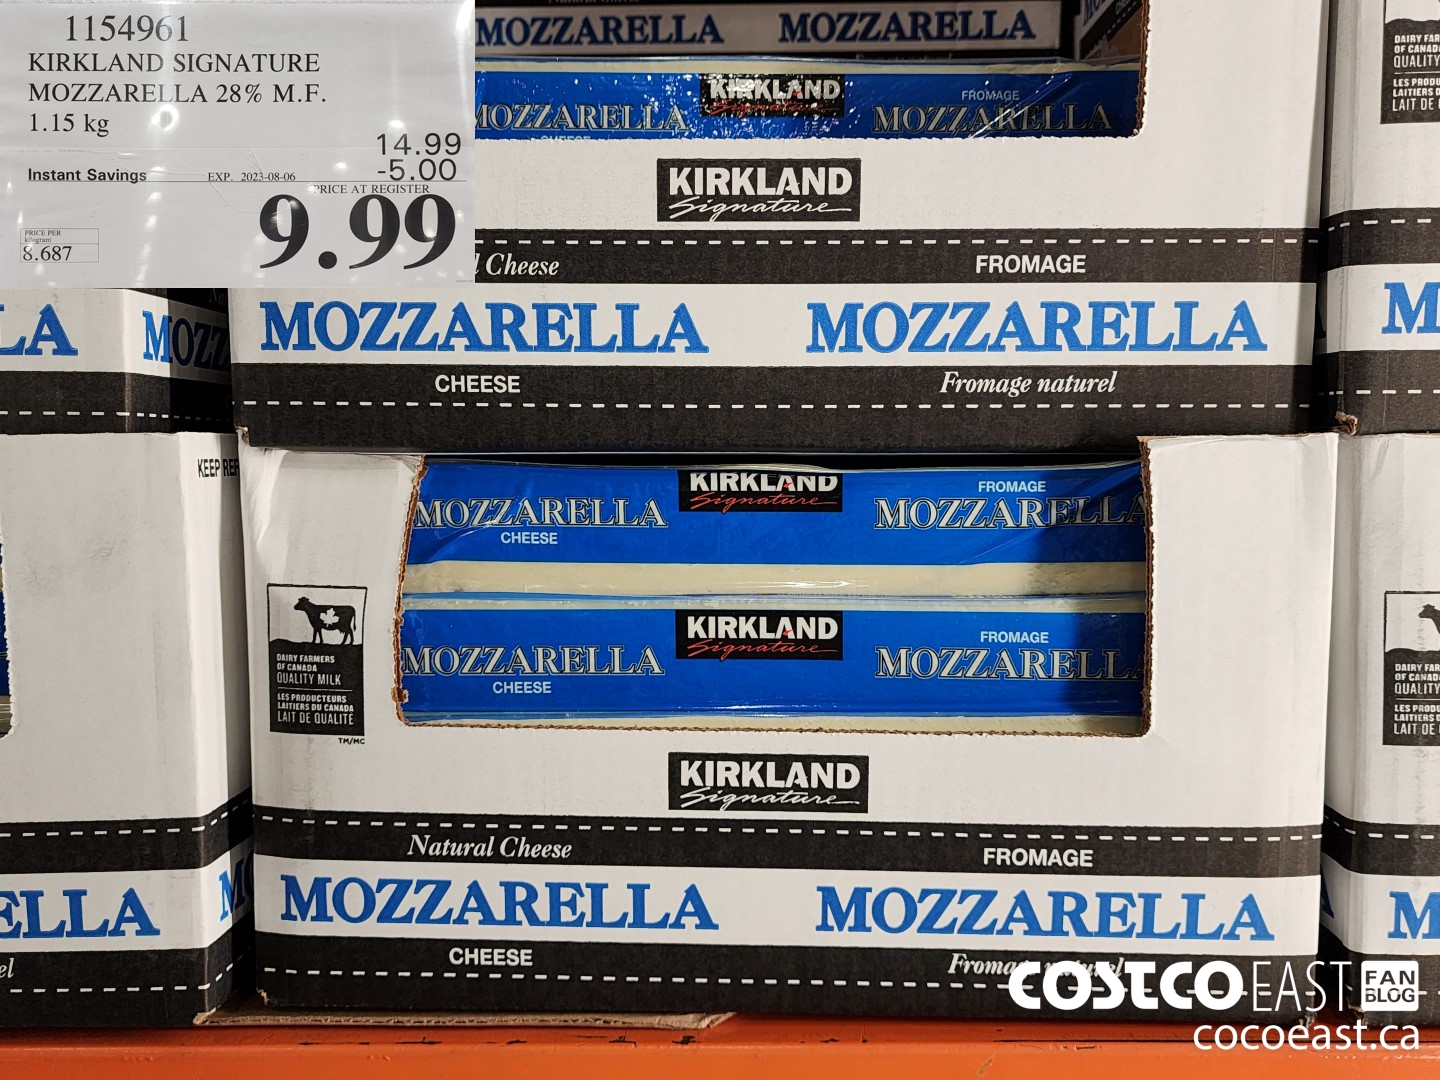 1154961
KIRKLAND SIGNATURE
MOZZARELLA 28% M.F.
1.15 kg
14.99
Instant Savings EXP. 2023-08-06 -5.00
PRICE AT REGISTER
9.99
PRICE PER
kilogram
8.687
MOZZARELLA MOZZARELLA
KIRKLAND
Signature
FROMAGE
MOZZARELLA MOZZARELLA
CHEESE
KIRKLAND
Signature
Cheese FROMAGE
MOZZARELLA MOZZARELLA
CHEESE Fromage naturel
KEEP
KIRKLAND
Signature
FROMAGE
MOZZARELLA MOZZARELLA
CHEESE
KIRKLAND
Signature
FROMAGE
MOZZARELLA MOZZARELLA
CHEESE
DAIRY FARMERS
OF CANADA
QUALITY MILK
LES PRODUCTEURS
LAITIERS DU CANADA
LAIT DE QUALITÉ
TM/MC
KIRKLAND
Signature
Natural Cheese FROMAGE
MOZZARELLA MOZZARELLA
CHEESE Fromage naturel
COSTCO EAST FAN BLOG
cocoeast.ca